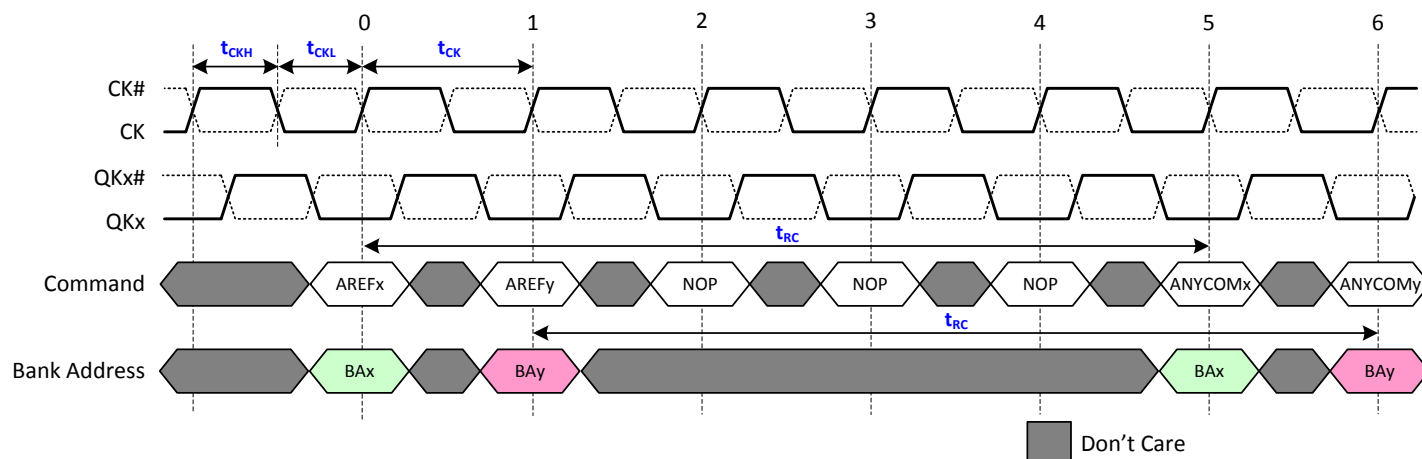 0 1 2 3 4 5 6
tCKH tCKL tCK
CK#
CK
QKx#
QKx
tRC
Command AREFx AREFy NOP NOP NOP ANYCOMx ANYCOMy
tRC
Bank Address BAx BAy BAx BAy
Don't Care